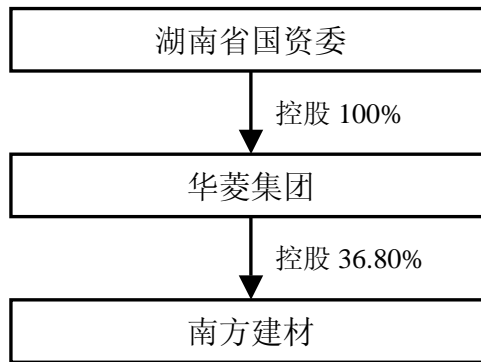 湖南省国资委
控股 100%
华菱集团
控股 36.80%
南方建材